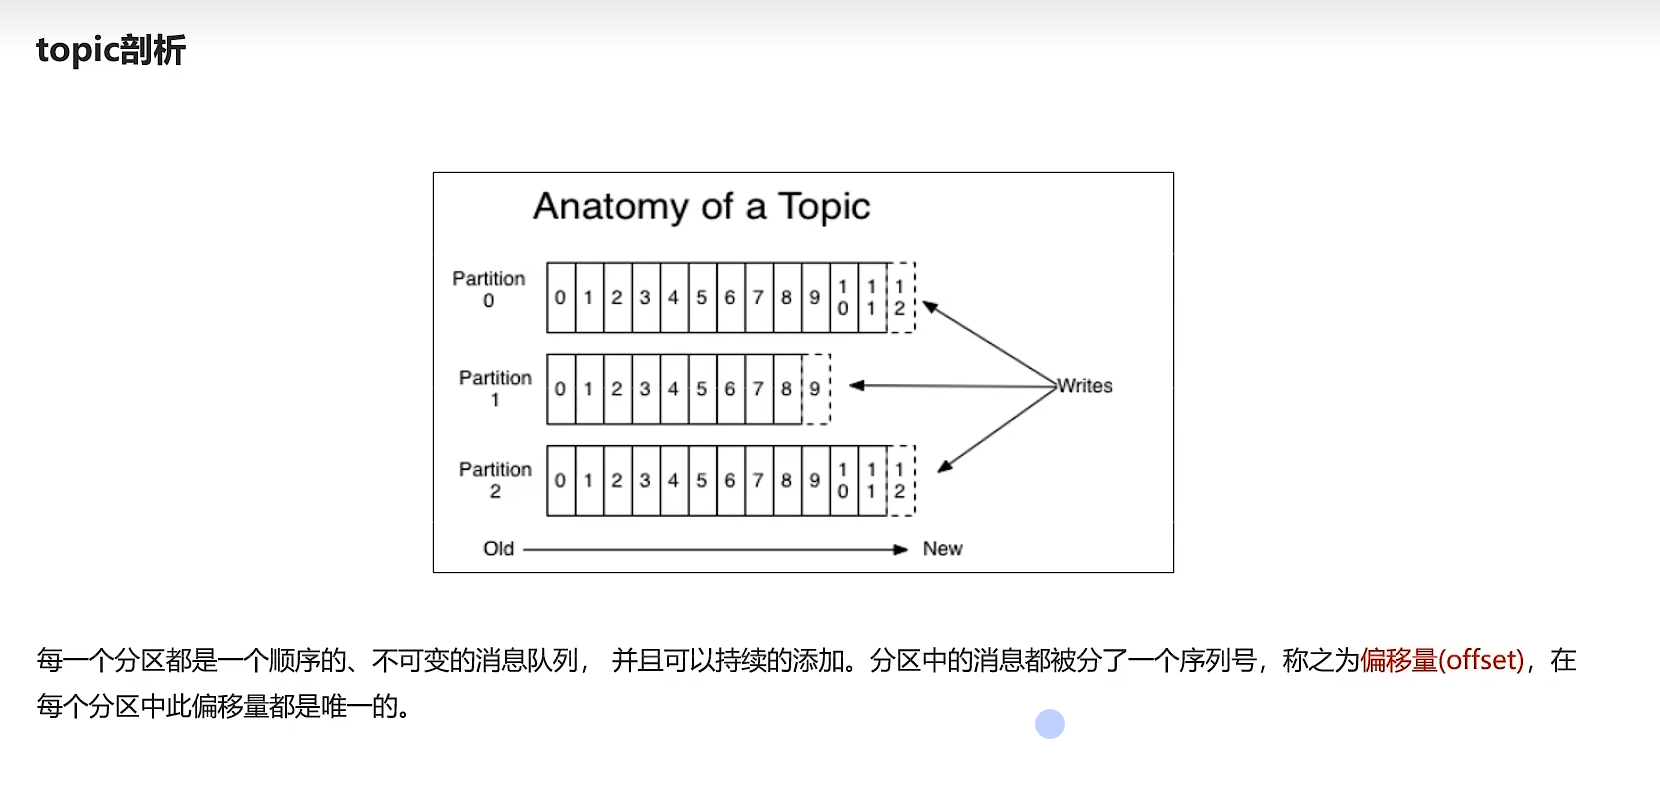 topic剖析
Anatomy of a Topic
Partition
0
0 1 2 3 4 5 6 7 8 9 10 11 12
Partition
1
0 1 2 3 4 5 6 7 8 9
Writes
Partition
2
0 1 2 3 4 5 6 7 8 9 10 11 12
Old New
每一个分区都是一个顺序的、不可变的消息队列， 并且可以持续的添加。分区中的消息都被分了一个序列号，称之为偏移量(offset)，在
每个分区中此偏移量都是唯一的。